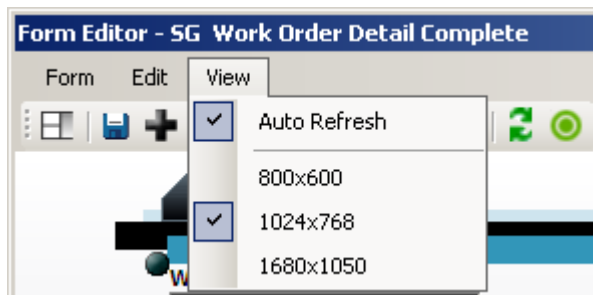 Form Editor - SG Work Order Detail Complete
Form Edit View
Auto Refresh
800x600
1024x768
1680x1050
W